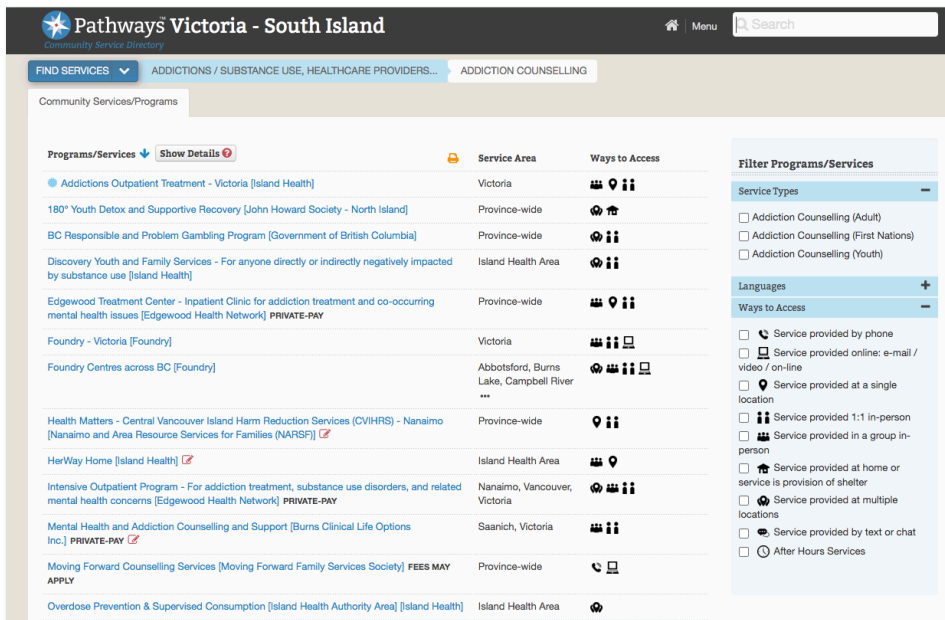 Pathways™ Victoria - South Island
Community Service Directory
Menu
Search
FIND SERVICES
ADDICTIONS / SUBSTANCE USE, HEALTHCARE PROVIDERS...
ADDICTION COUNSELLING
Community Services/Programs
Programs/Services
Show Details ?
Service Area
Ways to Access
Addictions Outpatient Treatment - Victoria [Island Health]
Victoria
180° Youth Detox and Supportive Recovery [John Howard Society - North Island]
Province-wide
BC Responsible and Problem Gambling Program [Government of British Columbia]
Province-wide
Discovery Youth and Family Services - For anyone directly or indirectly negatively impacted
by substance use [Island Health]
Island Health Area
Edgewood Treatment Center - Inpatient Clinic for addiction treatment and co-occurring
mental health issues [Edgewood Health Network] PRIVATE-PAY
Province-wide
Foundry - Victoria [Foundry]
Victoria
Foundry Centres across BC [Foundry]
Abbotsford, Burns
Lake, Campbell River
•••
Health Matters - Central Vancouver Island Harm Reduction Services (CVIHRS) - Nanaimo
[Nanaimo and Area Resource Services for Families (NARSF)]
HerWay Home [Island Health]
Island Health Area
Intensive Outpatient Program - For addiction treatment, substance use disorders, and related
mental health concerns [Edgewood Health Network] PRIVATE-PAY
Nanaimo, Vancouver,
Victoria
Mental Health and Addiction Counselling and Support [Burns Clinical Life Options
Inc.] PRIVATE-PAY
Saanich, Victoria
Moving Forward Counselling Services [Moving Forward Family Services Society] FEES MAY
APPLY
Province-wide
Overdose Prevention & Supervised Consumption [Island Health Authority Area] [Island Health]
Island Health Area
Filter Programs/Services
Service Types
Addiction Counselling (Adult)
Addiction Counselling (First Nations)
Addiction Counselling (Youth)
Languages
Ways to Access
Service provided by phone
Service provided online: e-mail /
video / on-line
Service provided at a single
location
Service provided 1:1 in-person
Service provided in a group in-
person
Service provided at home or
service is provision of shelter
Service provided at multiple
locations
Service provided by text or chat
After Hours Services